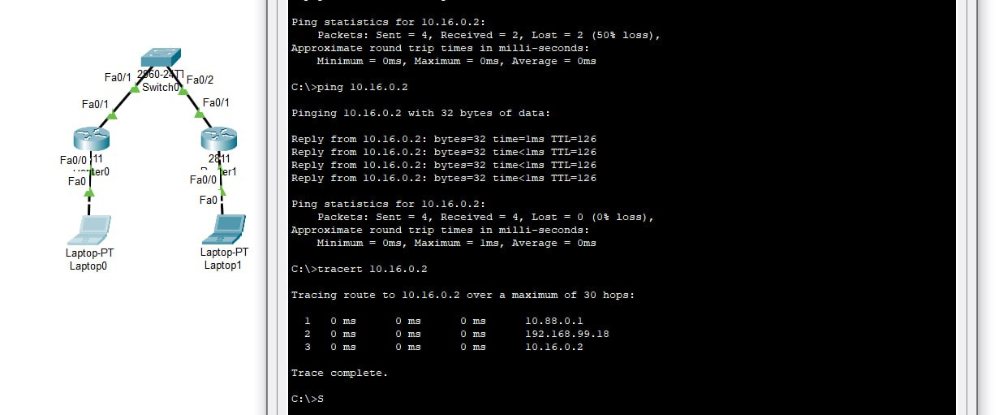 Fa0/1
Fa0/2
Switch0
Fa0/1
Fa0/1
Fa0/0
2811
Fa0
Fa0/0
Fa0
Laptop-PT
Laptop0
Laptop-PT
Laptop1
Ping statistics for 10.16.0.2:
Packets: Sent = 4, Received = 2, Lost = 2 (50% loss),
Approximate round trip times in milli-seconds:
Minimum = 0ms, Maximum = 0ms, Average = 0ms
C:\>ping 10.16.0.2
Pinging 10.16.0.2 with 32 bytes of data:
Reply from 10.16.0.2: bytes=32 time=1ms TTL=126
Reply from 10.16.0.2: bytes=32 time<1ms TTL=126
Reply from 10.16.0.2: bytes=32 time<1ms TTL=126
Reply from 10.16.0.2: bytes=32 time<1ms TTL=126
Ping statistics for 10.16.0.2:
Packets: Sent = 4, Received = 4, Lost = 0 (0% loss),
Approximate round trip times in milli-seconds:
Minimum = 0ms, Maximum = 1ms, Average = 0ms
C:\>tracert 10.16.0.2
Tracing route to 10.16.0.2 over a maximum of 30 hops:
1 0 ms 0 ms 0 ms 10.88.0.1
2 0 ms 0 ms 0 ms 192.168.99.18
3 0 ms 0 ms 0 ms 10.16.0.2
Trace complete.
C:\>S